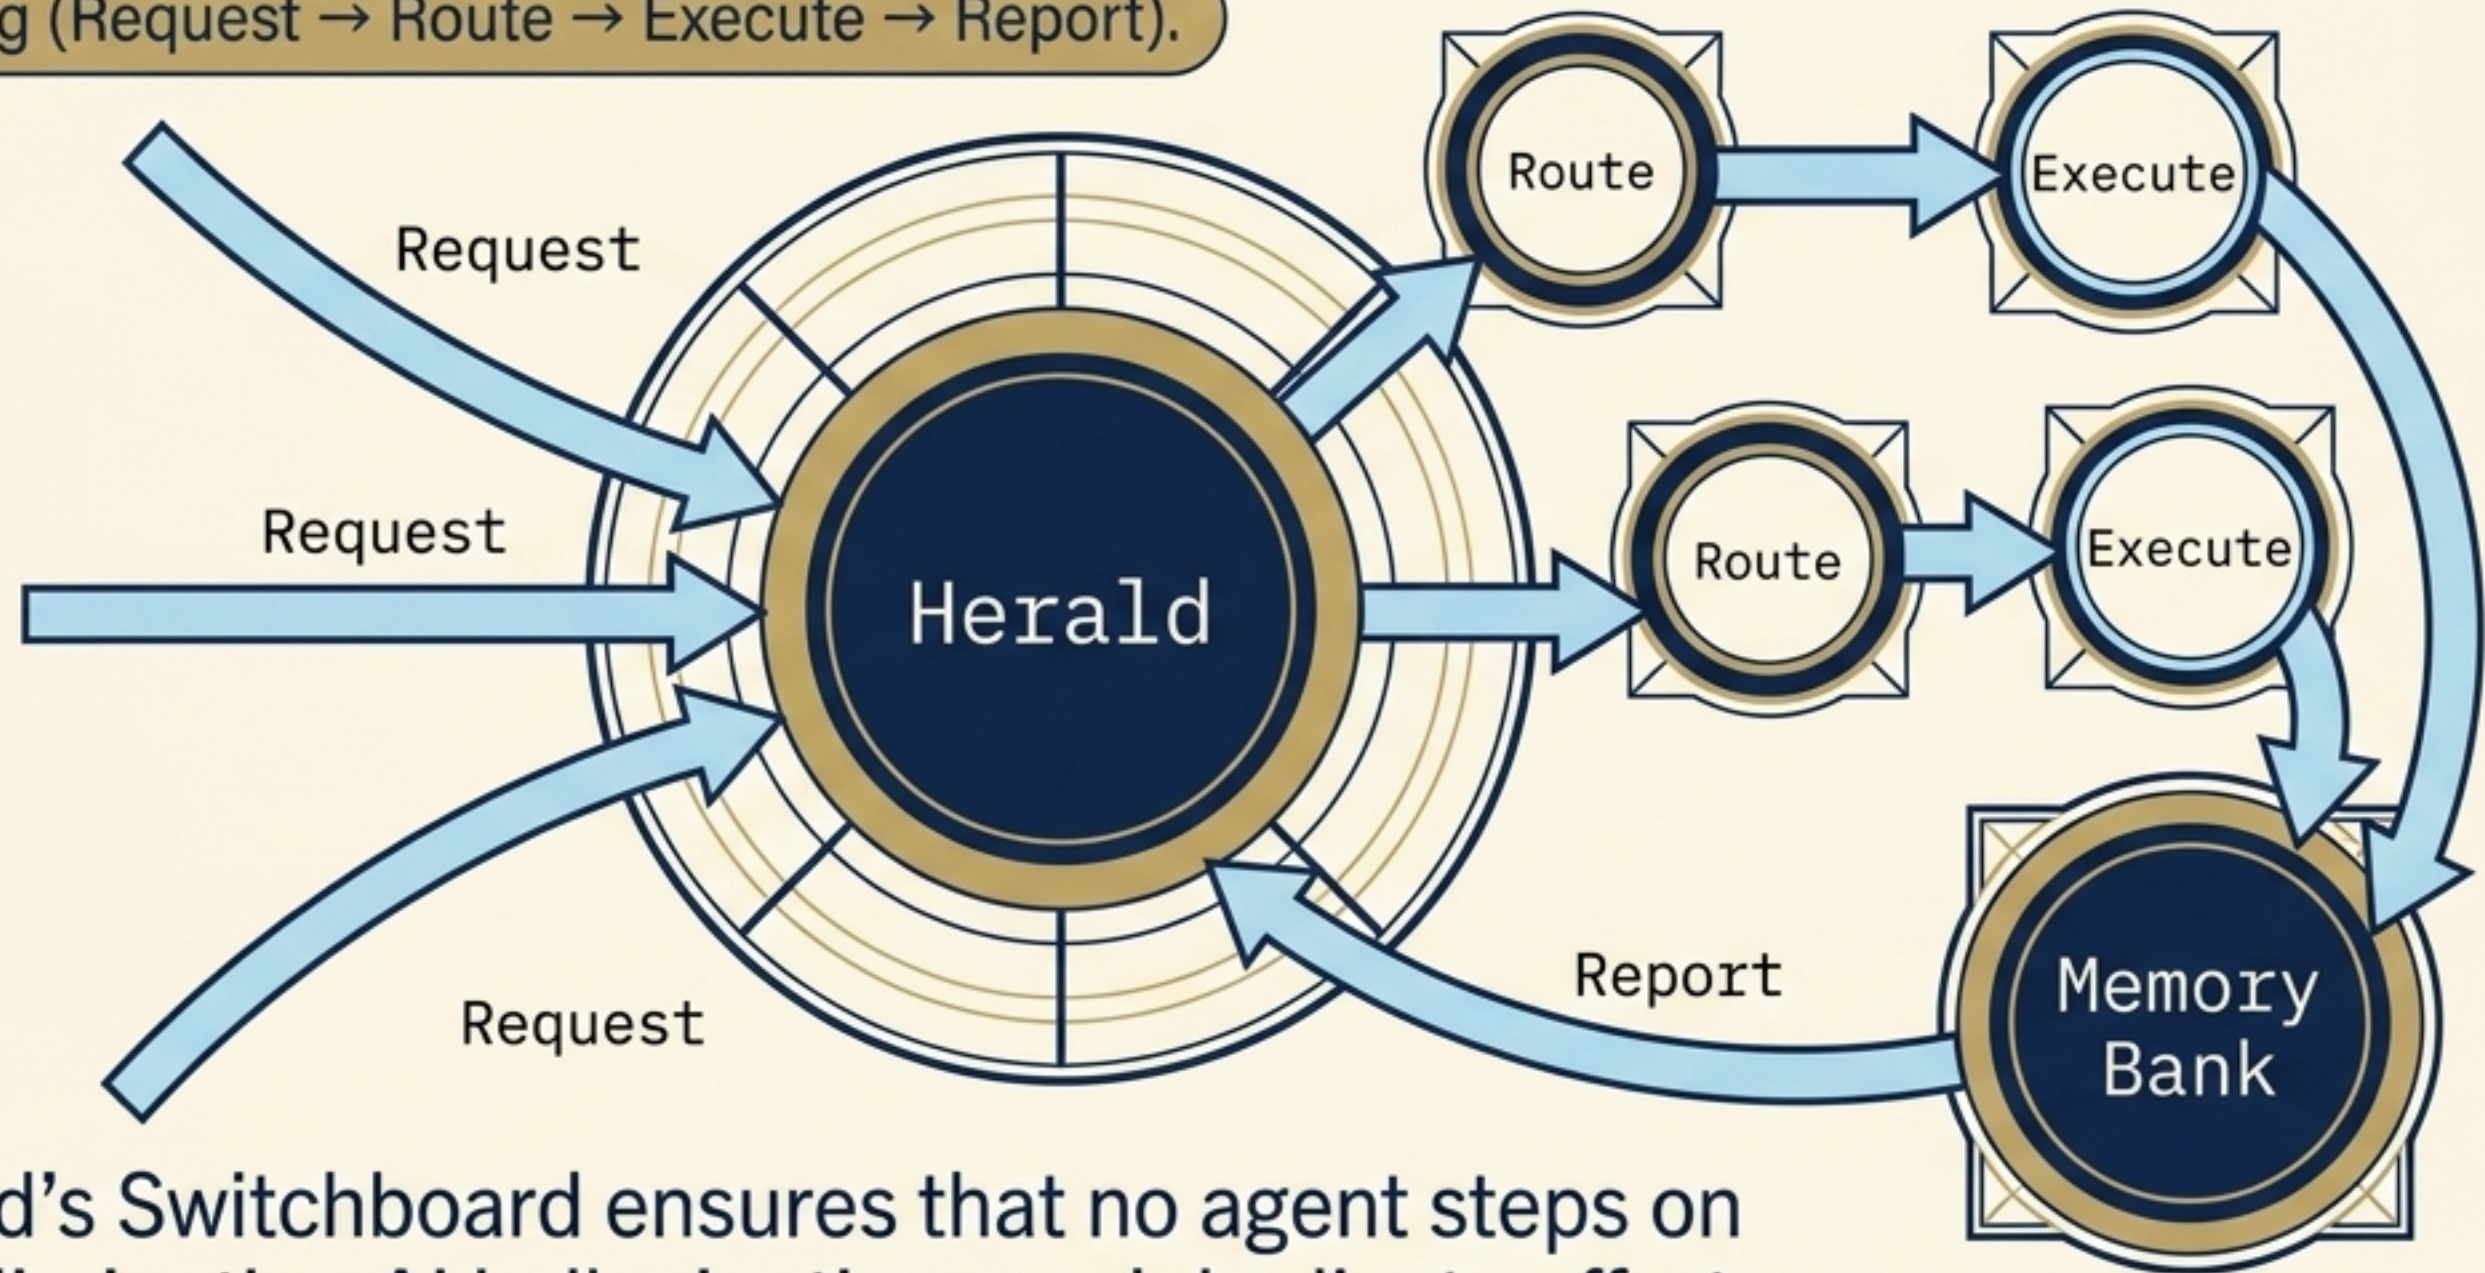 g (Request → Route → Execute → Report).
Route
Execute
Request
Request
Route
Execute
Herald
Report
Memory
Bank
Request
d’s Switchboard ensures that no agent steps on